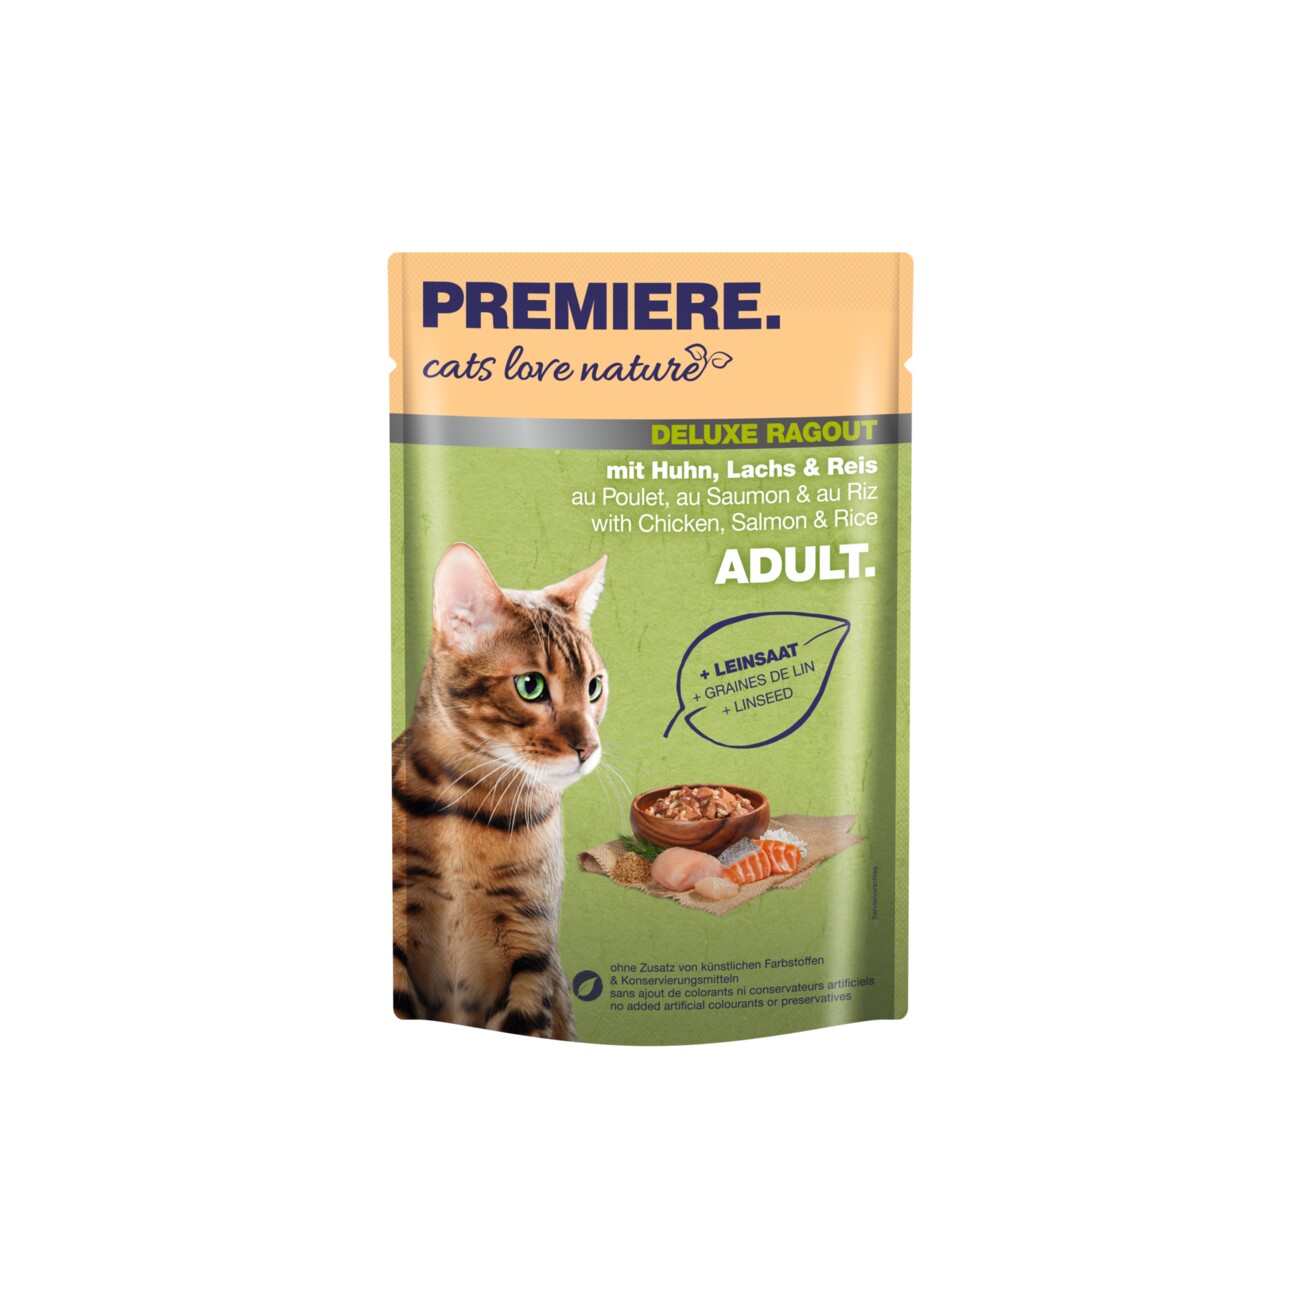 PREMIERE.
cats love nature
DELUXE RAGOUT
mit Huhn, Lachs & Reis
au Poulet, au Saumon & au Riz
with Chicken, Salmon & Rice
ADULT.
+ LEINSAAT
+ GRAINES DE LIN
+ LINSEED
Serviervorschlag
ohne Zusatz von künstlichen Farbstoffen
& Konservierungsmitteln
sans ajout de colorants ni conservateurs artificiels
no added artificial colourants or preservatives